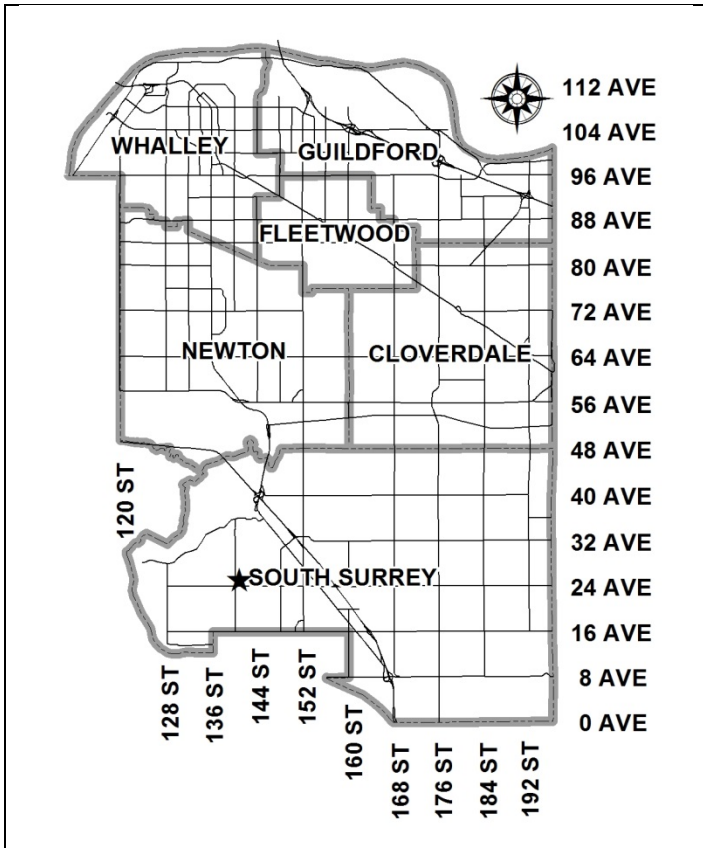 112 AVE
104 AVE
WHALLEY
GUILDFORD
96 AVE
88 AVE
FLEETWOOD
80 AVE
72 AVE
NEWTON
CLOVERDALE
64 AVE
56 AVE
48 AVE
120 ST
40 AVE
32 AVE
SOUTH SURREY
24 AVE
16 AVE
128 ST
136 ST
144 ST
152 ST
160 ST
8 AVE
0 AVE
168 ST
176 ST
184 ST
192 ST